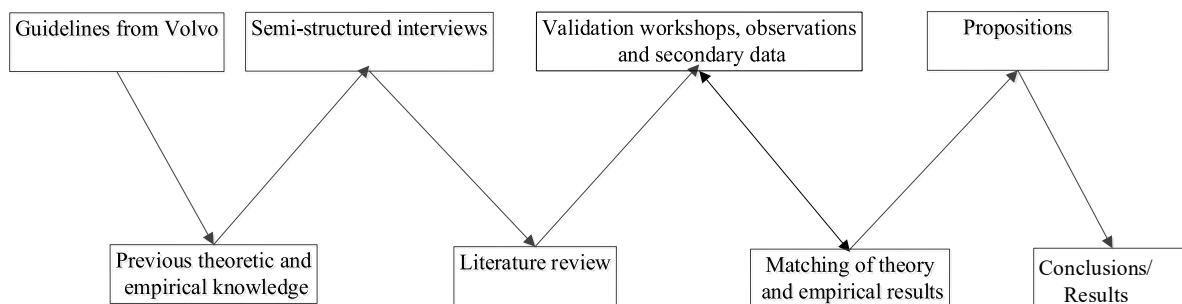 Guidelines from Volvo
Semi-structured interviews
Validation workshops, observations
and secondary data
Propositions
Previous theoretic and
empirical knowledge
Literature review
Matching of theory
and empirical results
Conclusions/
Results